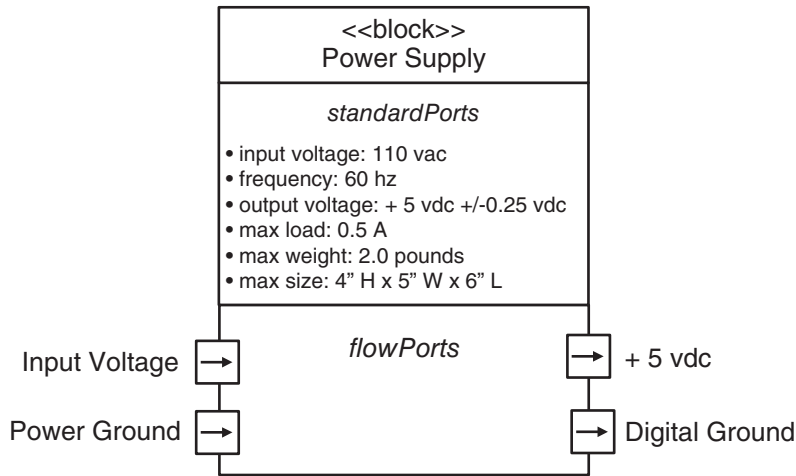 <<block>>
Power Supply
standardPorts
• input voltage: 110 vac
• frequency: 60 hz
• output voltage: + 5 vdc +/-0.25 vdc
• max load: 0.5 A
• max weight: 2.0 pounds
• max size: 4” H x 5” W x 6” L
flowPorts
Input Voltage
+ 5 vdc
Power Ground
Digital Ground